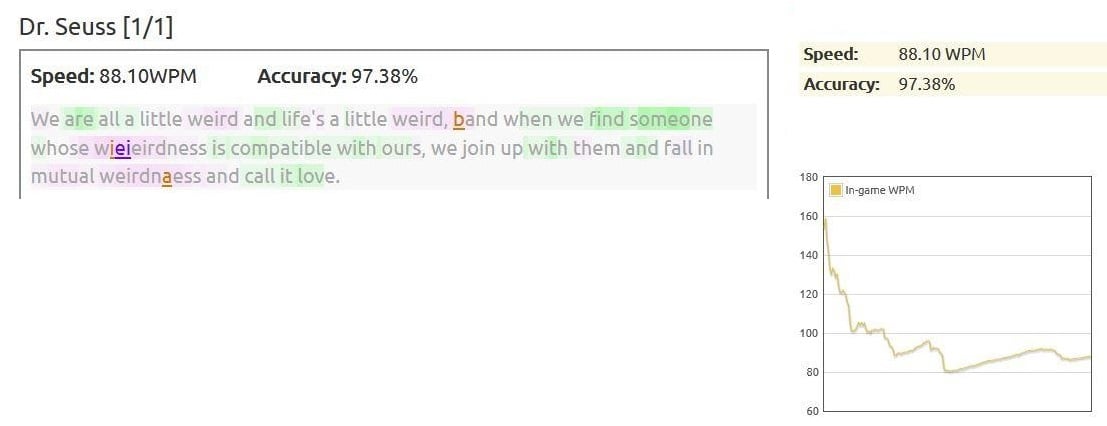 Dr. Seuss [1/1]
Speed: 88.10WPM Accuracy: 97.38%
We are all a little weird and life's a little weird, band when we find someone
whose wieieirdness is compatible with ours, we join up with them and fall in
mutual weirdnaess and call it love.
Speed: 88.10 WPM
Accuracy: 97.38%
180
In-game WPM
160
140
120
100
80
60